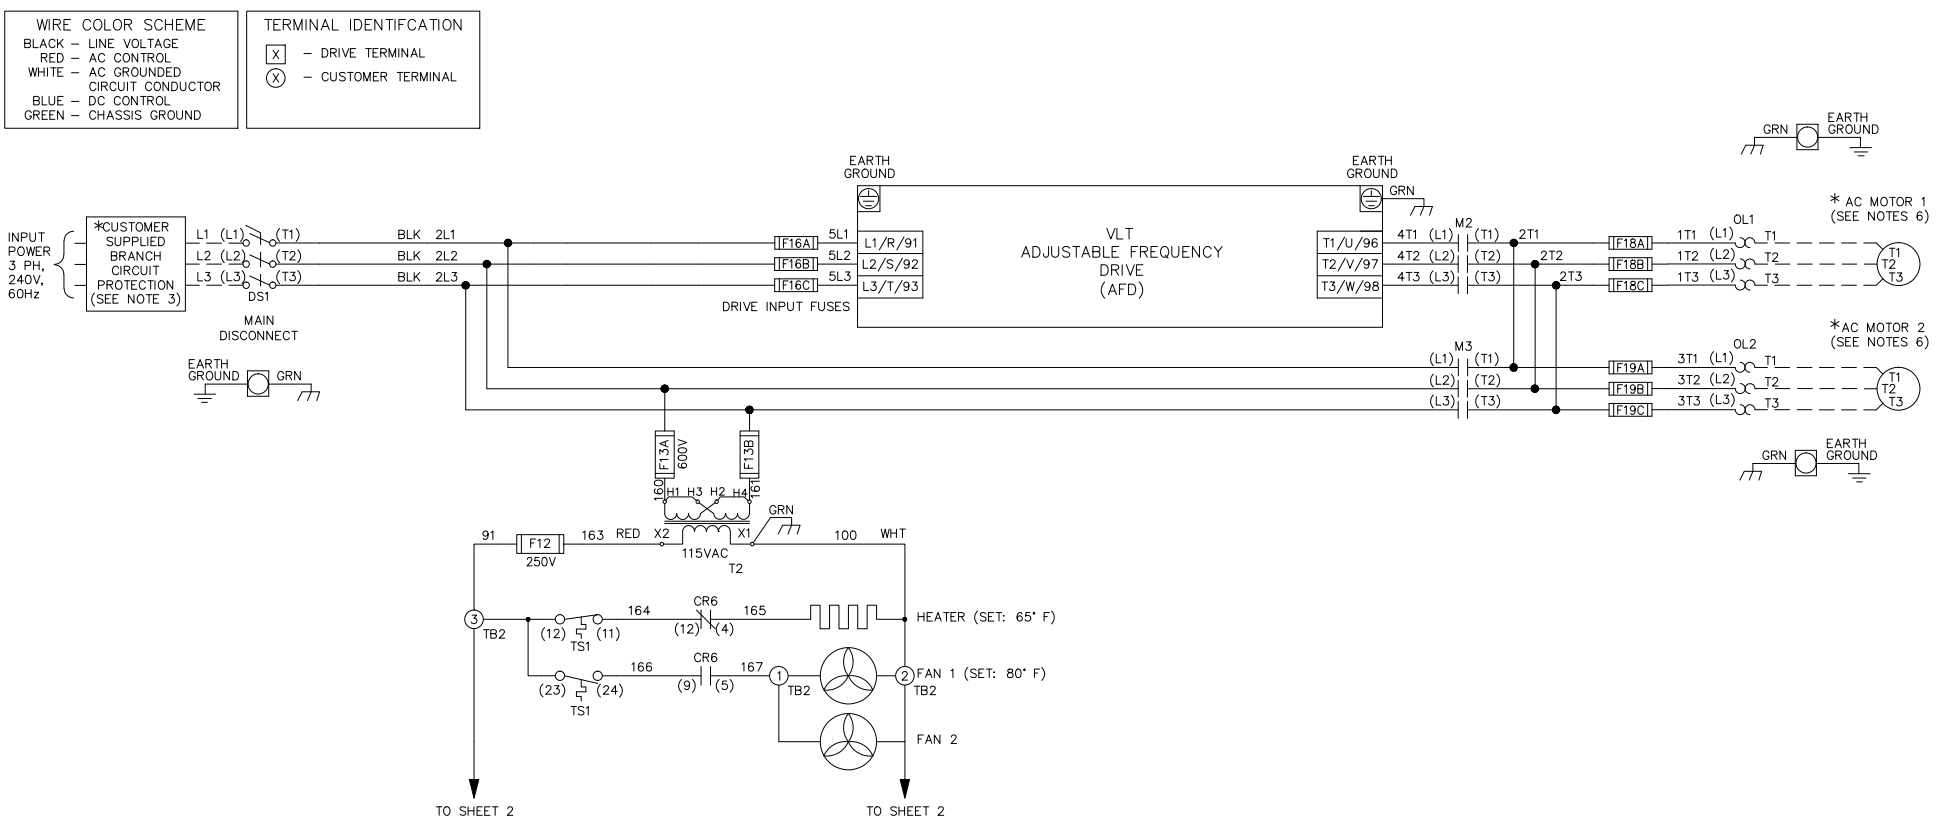 WIRE COLOR SCHEME
BLACK – LINE VOLTAGE
RED – AC CONTROL
WHITE – AC GROUNDED
CIRCUIT CONDUCTOR
BLUE – DC CONTROL
GREEN – CHASSIS GROUND
TERMINAL IDENTIFCATION
X – DRIVE TERMINAL
X – CUSTOMER TERMINAL
GRN
EARTH
GROUND
INPUT
POWER
3 PH,
240V,
60Hz
*CUSTOMER
SUPPLIED
BRANCH
CIRCUIT
PROTECTION
(SEE NOTE 3)
L1 (L1) (T1)
L2 (L2) (T2)
L3 (L3) (T3)
DS1
MAIN
DISCONNECT
BLK 2L1
BLK 2L2
BLK 2L3
F16A 5L1
F16B 5L2
F16C 5L3
DRIVE INPUT FUSES
EARTH
GROUND
L1/R/91
L2/S/92
L3/T/93
VLT
ADJUSTABLE FREQUENCY
DRIVE
(AFD)
EARTH
GROUND
GRN
T1/U/96
T2/V/97
T3/W/98
M2
4T1 (L1) (T1) 2T1
4T2 (L2) (T2) 2T2
4T3 (L3) (T3) 2T3
F18A
F18B
F18C
OL1
1T1 (L1) T1
1T2 (L2) T2
1T3 (L3) T3
* AC MOTOR 1
(SEE NOTES 6)
T1
T2
T3
EARTH
GROUND
GRN
M3
(L1) (T1)
(L2) (T2)
(L3) (T3)
F19A
F19B
F19C
OL2
3T1 (L1) T1
3T2 (L2) T2
3T3 (L3) T3
*AC MOTOR 2
(SEE NOTES 6)
T1
T2
T3
GRN
EARTH
GROUND
F13A
600V
F13B
160
161
H1 H3 H2 H4
GRN
91
F12
250V
163 RED X2
X1
115VAC
T2
100 WHT
3
TB2
(12) (11)
TS1
164
CR6
(12) (4)
165
HEATER (SET: 65° F)
(23) (24)
TS1
166
CR6
(9) (5)
167
1
TB2
2
TB2
FAN 1 (SET: 80° F)
FAN 2
TO SHEET 2
TO SHEET 2